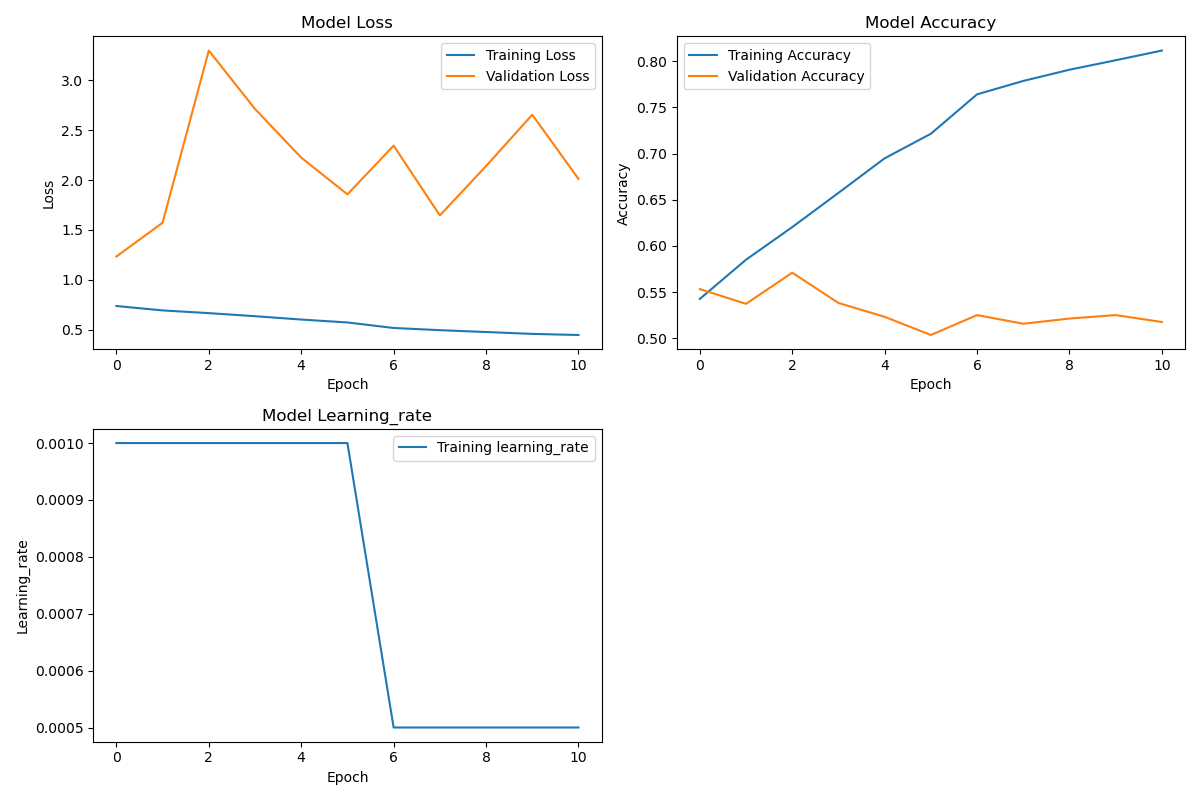 Model Loss
Training Loss
Validation Loss
3.0
2.5
2.0
1.5
1.0
0.5
Loss
0 2 4 6 8 10
Epoch
Model Accuracy
Training Accuracy
Validation Accuracy
0.80
0.75
0.70
0.65
0.60
0.55
0.50
Accuracy
0 2 4 6 8 10
Epoch
Model Learning_rate
Training learning_rate
0.0010
0.0009
0.0008
0.0007
0.0006
0.0005
Learning_rate
0 2 4 6 8 10
Epoch